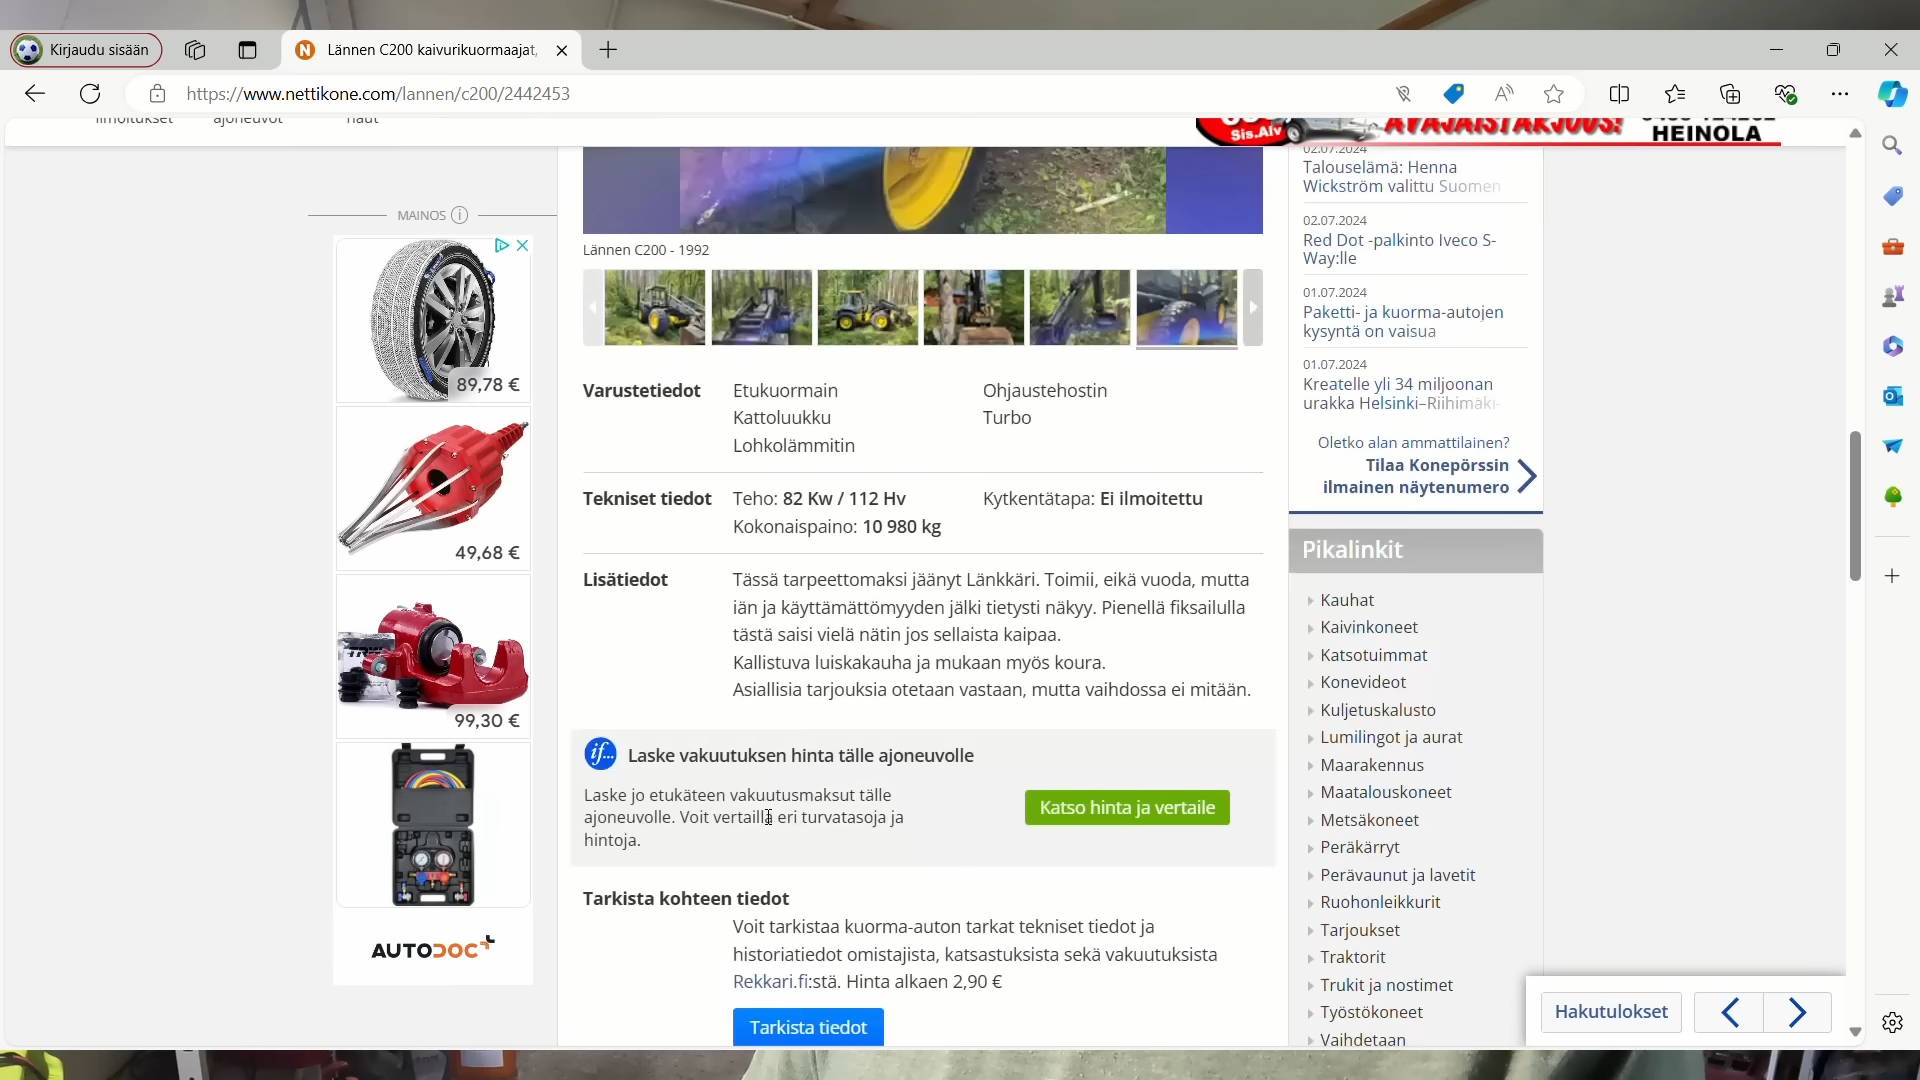 Kirjaudu sisään
Lännen C200 kaivurikuormaajat,
https://www.nettikone.com/lannen/c200/2442453
ilmoitukset
ajoneuvot
haut
Sis.Alv
AVAJAISTARJOUS!
HEINOLA
MAINOS
89,78 €
49,68 €
99,30 €
AUTODOC
Lännen C200 - 1992
Varustetiedot
Etukuormain
Ohjaustehostin
Kattoluukku
Turbo
Lohkolämmitin
Tekniset tiedot
Teho: 82 Kw / 112 Hv
Kytkentätapa: Ei ilmoitettu
Kokonaispaino: 10 980 kg
Lisätiedot
Tässä tarpeettomaksi jäänyt Länkkäri. Toimii, eikä vuoda, mutta
iän ja käyttämättömyyden jälki tietysti näkyy. Pienellä fiksailulla
tästä saisi vielä nätin jos sellaista kaipaa.
Kallistuva luiskakauha ja mukaan myös koura.
Asiallisia tarjouksia otetaan vastaan, mutta vaihdossa ei mitään.
if...
Laske vakuutuksen hinta tälle ajoneuvolle
Laske jo etukäteen vakuutusmaksut tälle
ajoneuvolle. Voit vertailla eri turvatasoja ja
hintoja.
Katso hinta ja vertaile
Tarkista kohteen tiedot
Voit tarkistaa kuorma-auton tarkat tekniset tiedot ja
historiatiedot omistajista, katsastuksista sekä vakuutuksista
Rekkari.fi:stä. Hinta alkaen 2,90 €
Tarkista tiedot
02.07.2024
Talouselämä: Henna
Wickström valittu Suomen
02.07.2024
Red Dot -palkinto Iveco S-
Way:lle
01.07.2024
Paketti- ja kuorma-autojen
kysyntä on vaisua
01.07.2024
Kreatelle yli 34 miljoonan
urakka Helsinki–Riihimäki-
Oletko alan ammattilainen?
Tilaa Konepörssin
ilmainen näytenumero
Pikalinkit
Kauhat
Kaivinkoneet
Katsotuimmat
Konevideot
Kuljetuskalusto
Lumilingot ja aurat
Maarakennus
Maatalouskoneet
Metsäkoneet
Peräkärryt
Perävaunut ja lavetit
Ruohonleikkurit
Tarjoukset
Traktorit
Trukit ja nostimet
Työstökoneet
Vaihdetaan
Hakutulokset